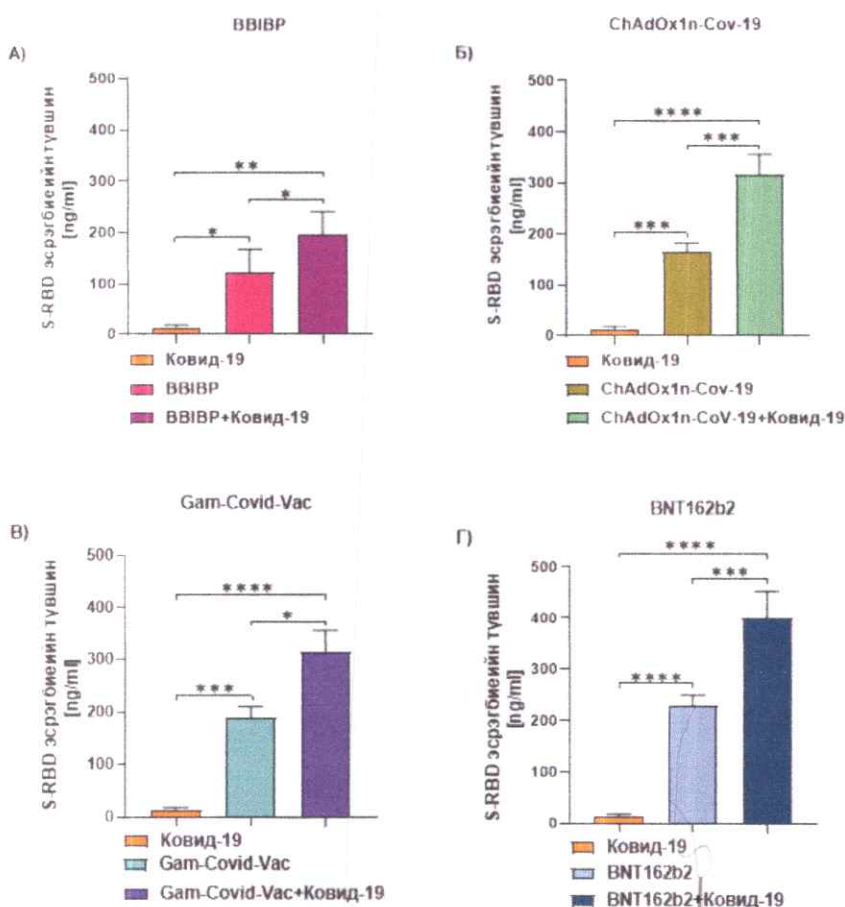 BBIBP
А)
S-RBD эсрэгбиеийн түвшин
[ng/ml]
500
400
300
200
100
0
**
*
*
Ковид-19
BBIBP
BBIBP+Ковид-19
ChAdOx1n-Cov-19
Б)
S-RBD эсрэгбиеийн түвшин
[ng/ml]
500
400
300
200
100
0
****
***
***
Ковид-19
ChAdOx1n-Cov-19
ChAdOx1n-CoV-19+Ковид-19
Gam-Covid-Vac
В)
S-RBD эсрэгбиеиин түвшин
[ng/ml]
500
400
300
200
100
0
****
*
***
Ковид-19
Gam-Covid-Vac
Gam-Covid-Vac+Ковид-19
BNT162b2
Г)
S-RBD эсрэгбиеийн түвшин
[ng/ml]
500
400
300
200
100
0
****
***
****
Ковид-19
BNT162b2
BNT162b2+Ковид-19